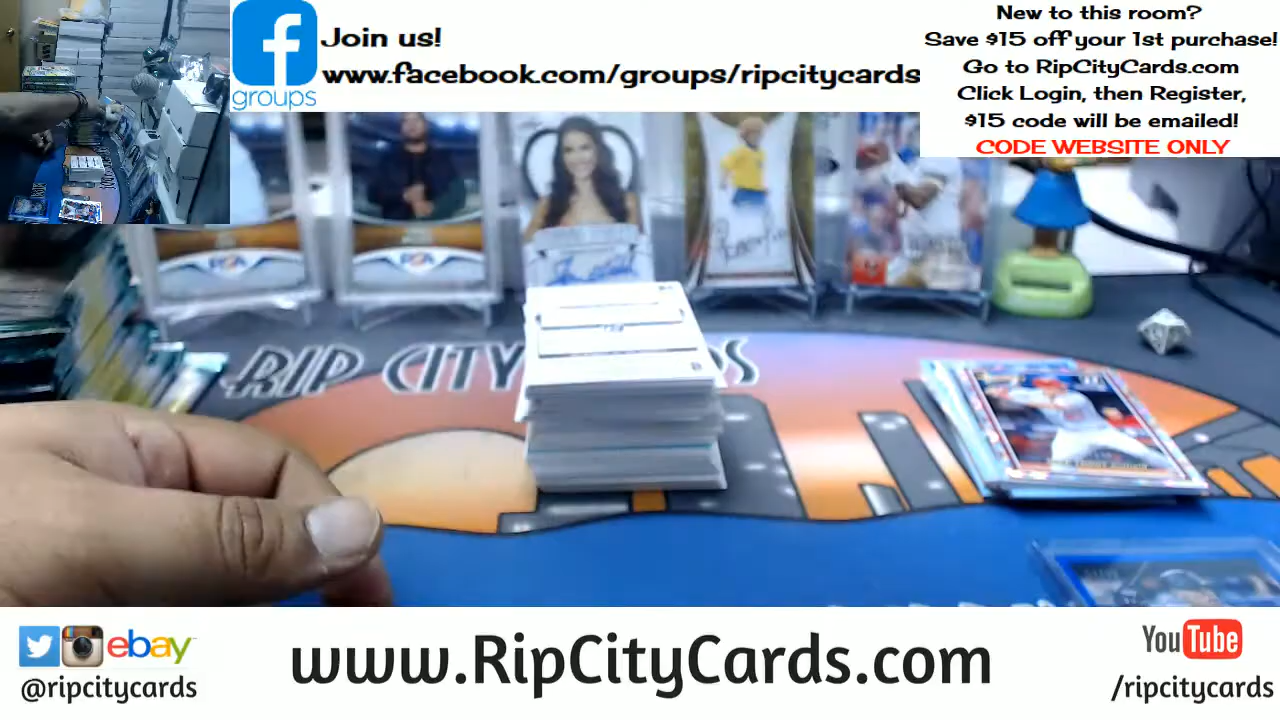 Join us!
www.facebook.com/groups/ripcitycards
groups
New to this room?
Save $15 off your 1st purchase!
Go to RipCityCards.com
Click Login, then Register,
$15 code will be emailed!
CODE WEBSITE ONLY
RIP CITY
DS
ebay
@ripcitycards
www.RipCityCards.com
YouTube
/ripcitycards